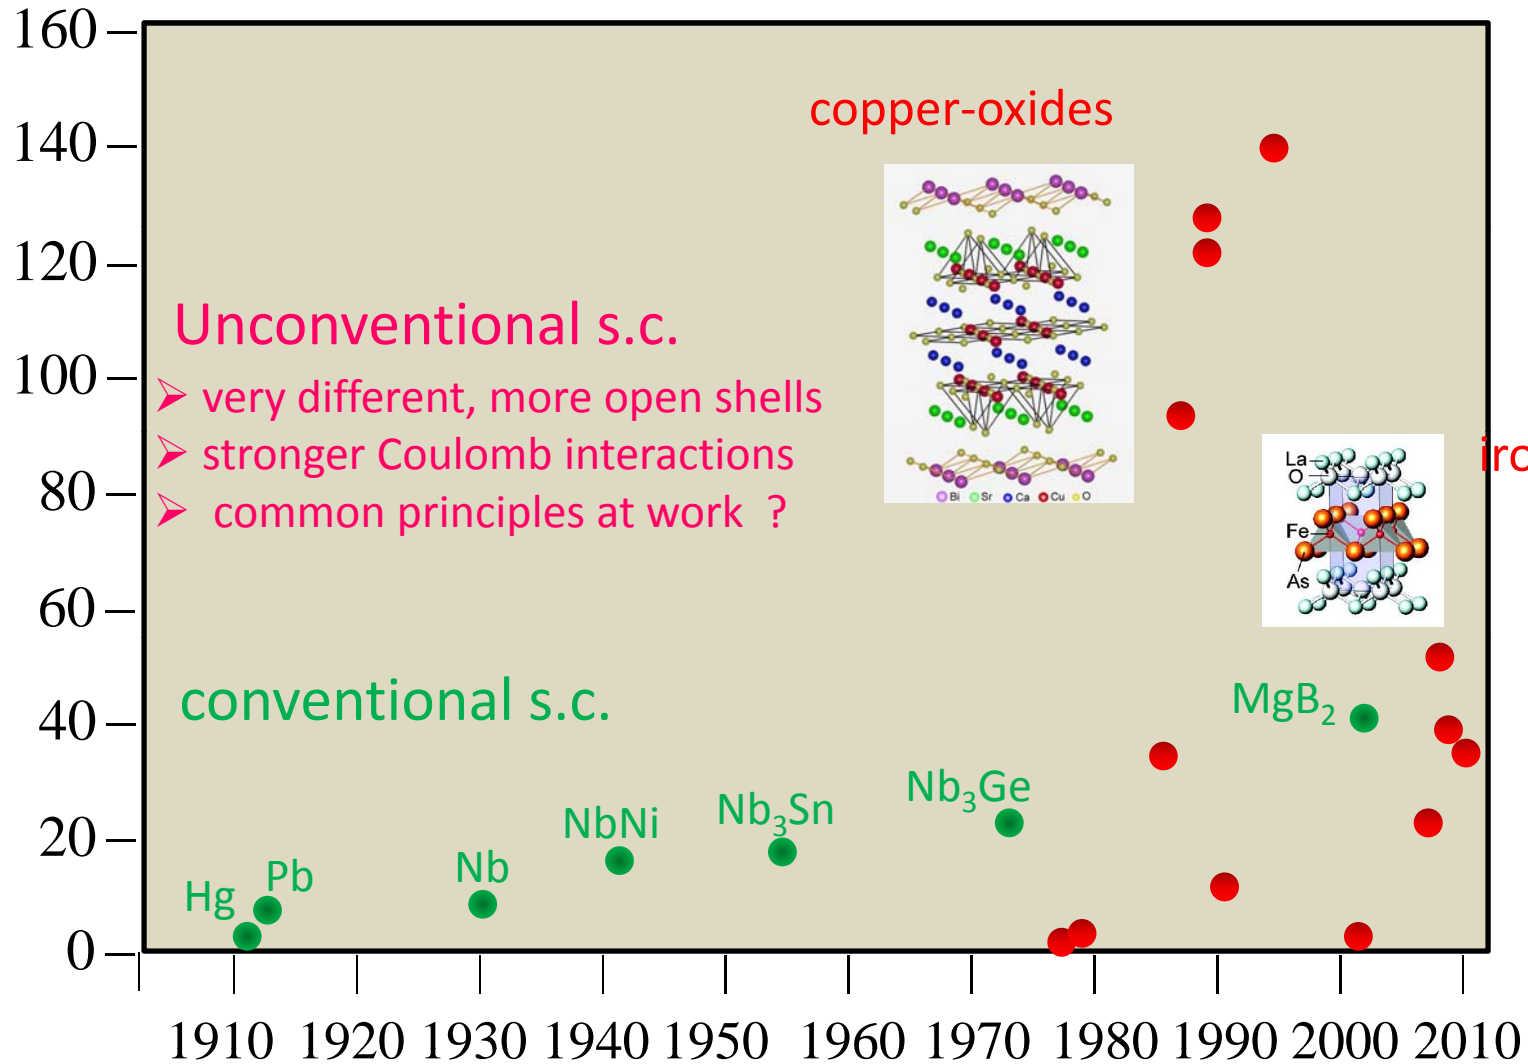 160
140
120
100
80
60
40
20
0
copper-oxides
Unconventional s.c.
➢ very different, more open shells
➢ stronger Coulomb interactions
➢ common principles at work ?
Bi Sr Ca Cu O
iro
La
O
Fe
As
conventional s.c.
MgB₂
Nb₃Ge
Nb₃Sn
NbNi
Nb
Pb
Hg
1910 1920 1930 1940 1950 1960 1970 1980 1990 2000 2010